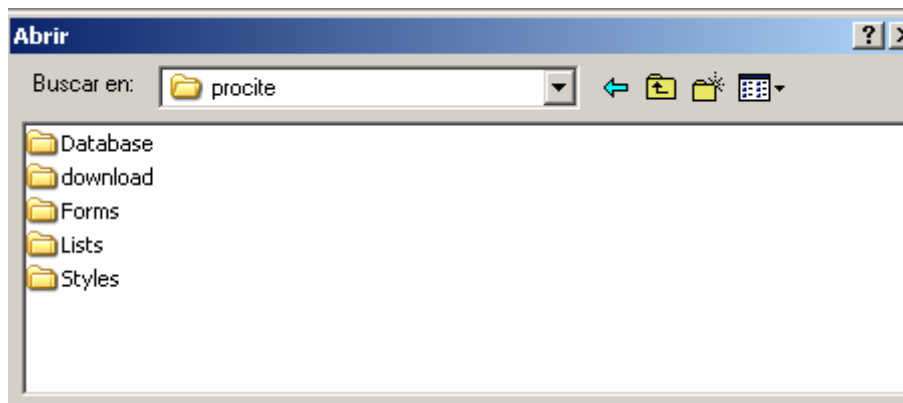 Abrir
Buscar en: procite
Database
download
Forms
Lists
Styles